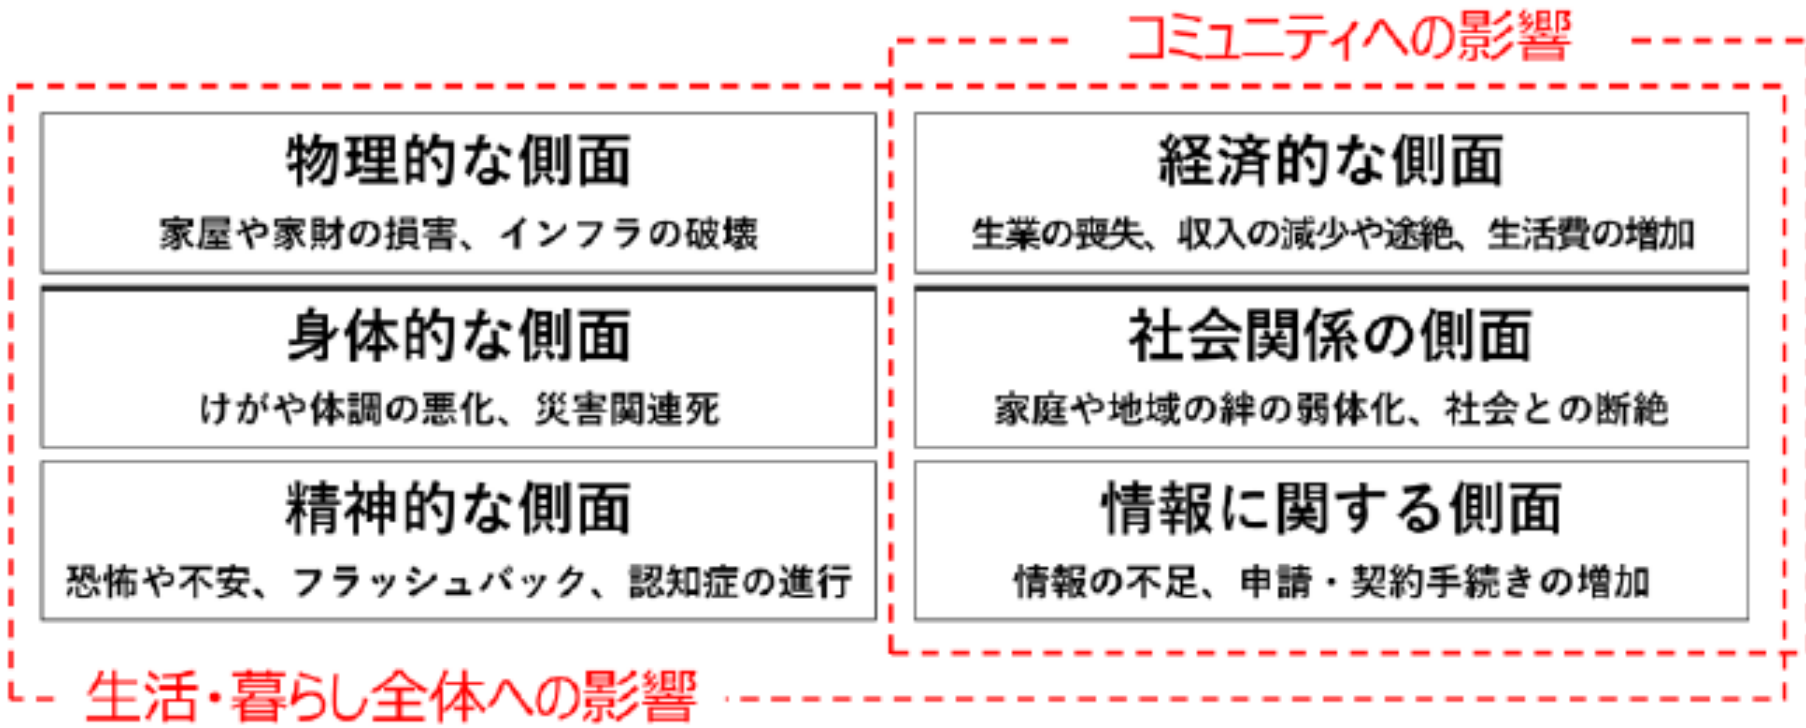 コミュニティへの影響
物理的な側面
家屋や家財の損害、インフラの破壊
経済的な側面
生業の喪失、収入の減少や途絶、生活費の増加
身体的な側面
けがや体調の悪化、災害関連死
社会関係の側面
家庭や地域の絆の弱体化、社会との断絶
精神的な側面
恐怖や不安、フラッシュバック、認知症の進行
情報に関する側面
情報の不足、申請・契約手続きの増加
生活・暮らし全体への影響